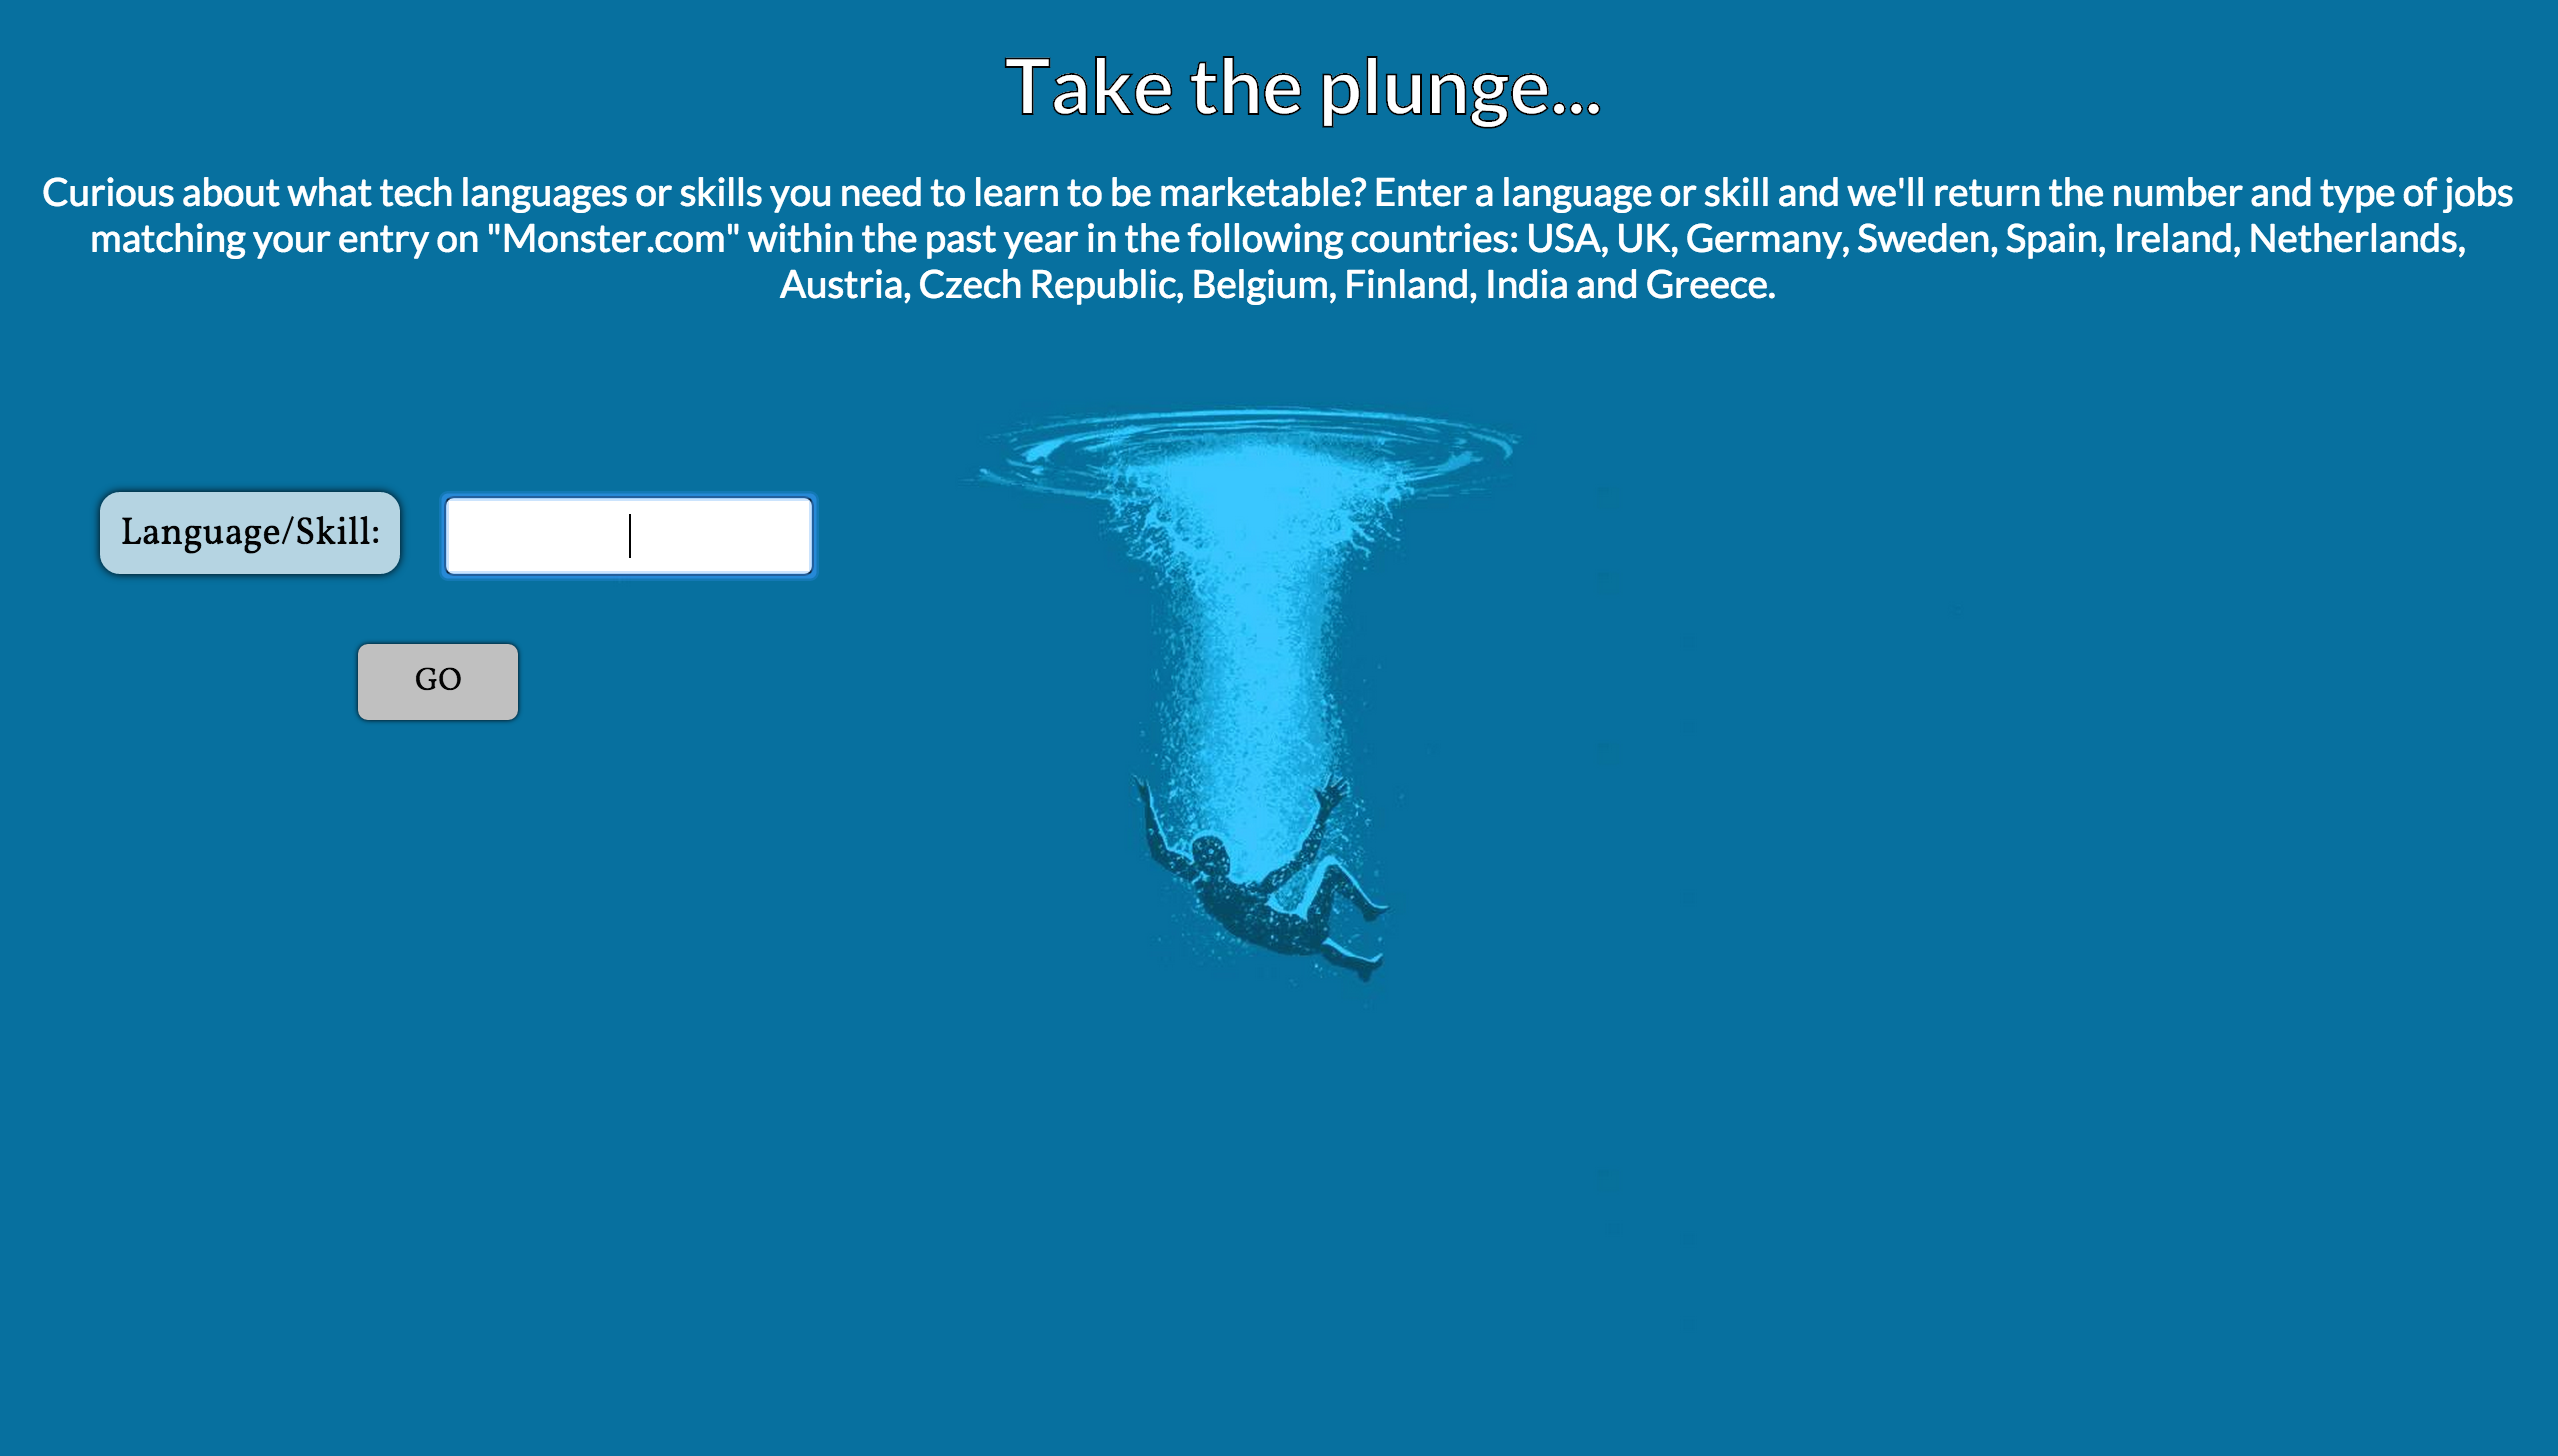 Take the plunge...
Curious about what tech languages or skills you need to learn to be marketable? Enter a language or skill and we'll return the number and type of jobs
matching your entry on "Monster.com" within the past year in the following countries: USA, UK, Germany, Sweden, Spain, Ireland, Netherlands,
Austria, Czech Republic, Belgium, Finland, India and Greece.
Language/Skill:
GO